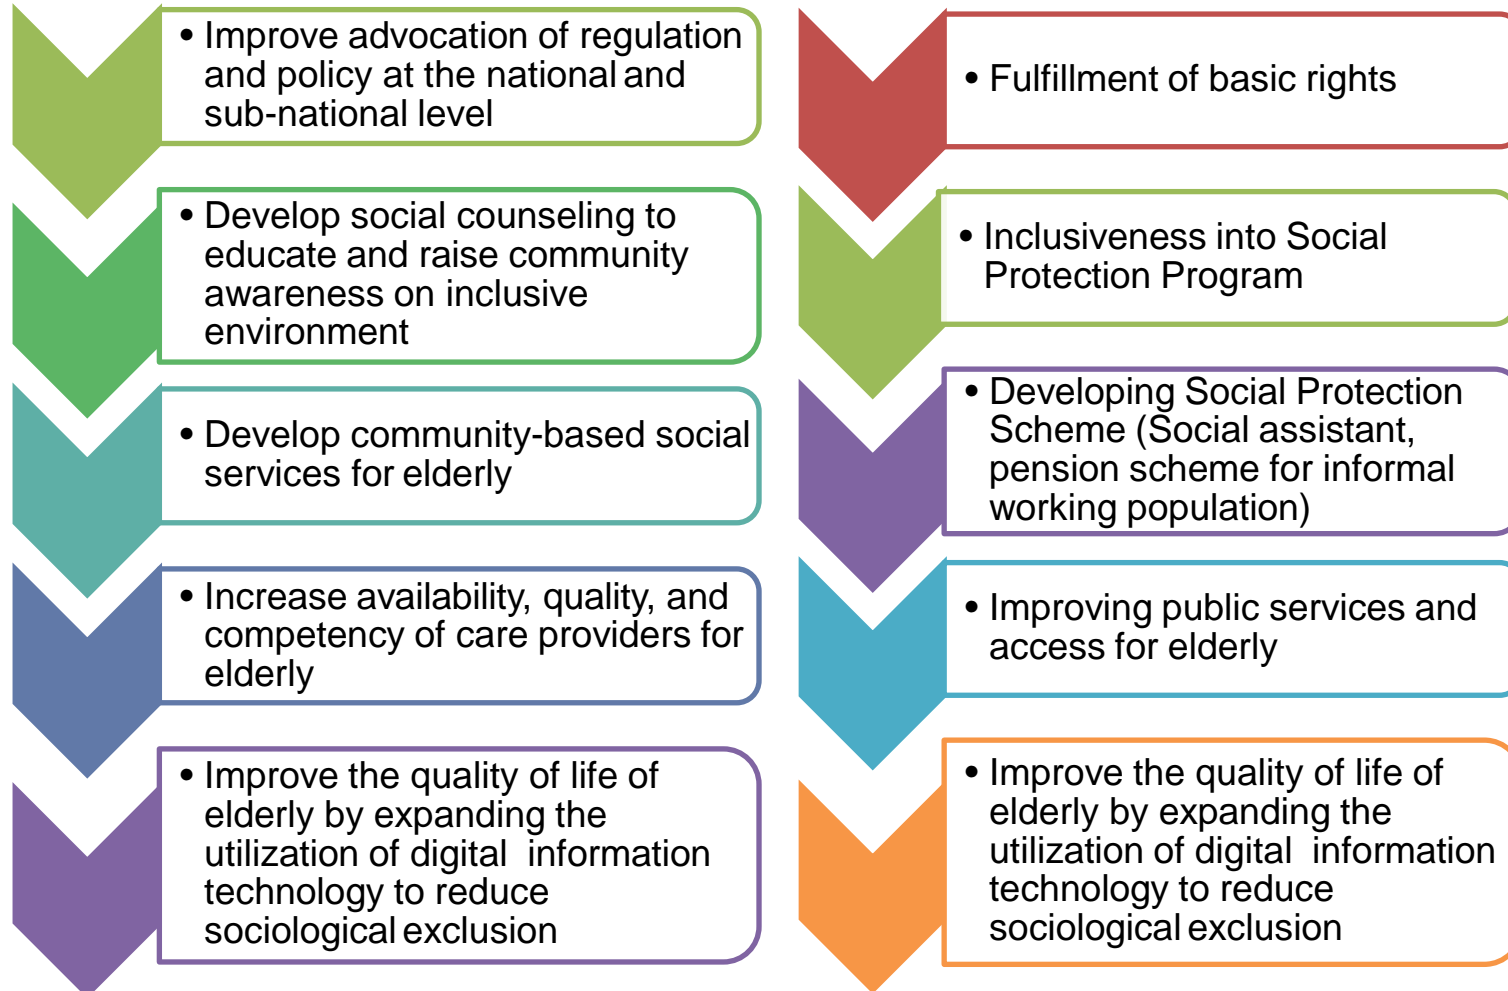 • Improve advocation of regulation
and policy at the national and
sub-national level
• Develop social counseling to
educate and raise community
awareness on inclusive
environment
• Develop community-based social
services for elderly
• Increase availability, quality, and
competency of care providers for
elderly
• Improve the quality of life of
elderly by expanding the
utilization of digital information
technology to reduce
sociological exclusion
• Fulfillment of basic rights
• Inclusiveness into Social
Protection Program
• Developing Social Protection
Scheme (Social assistant,
pension scheme for informal
working population)
• Improving public services and
access for elderly
• Improve the quality of life of
elderly by expanding the
utilization of digital information
technology to reduce
sociological exclusion